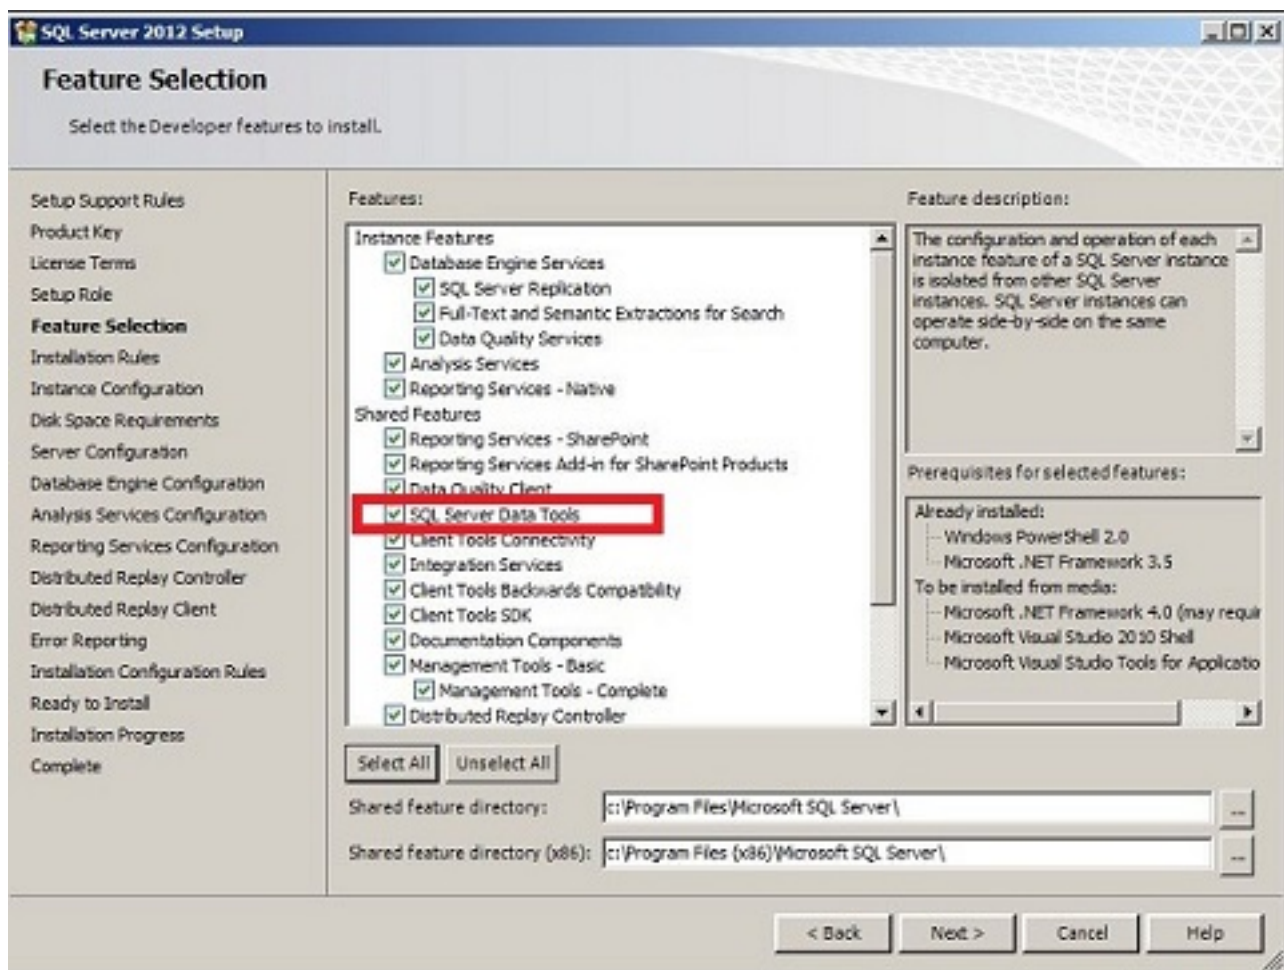 SQL Server 2012 Setup
Feature Selection
Select the Developer features to install.
Setup Support Rules
Product Key
License Terms
Setup Role
Feature Selection
Installation Rules
Instance Configuration
Disk Space Requirements
Server Configuration
Database Engine Configuration
Analysis Services Configuration
Reporting Services Configuration
Distributed Replay Controller
Distributed Replay Client
Error Reporting
Installation Configuration Rules
Ready to Install
Installation Progress
Complete
Features:
Instance Features
Database Engine Services
SQL Server Replication
Full-Text and Semantic Extractions for Search
Data Quality Services
Analysis Services
Reporting Services - Native
Shared Features
Reporting Services - SharePoint
Reporting Services Add-in for SharePoint Products
Data Quality Client
SQL Server Data Tools
Client Tools Connectivity
Integration Services
Client Tools Backwards Compatibility
Client Tools SDK
Documentation Components
Management Tools - Basic
Management Tools - Complete
Distributed Replay Controller
Select All
Unselect All
Feature description:
The configuration and operation of each
instance feature of a SQL Server instance
is isolated from other SQL Server
instances. SQL Server instances can
operate side-by-side on the same
computer.
Prerequisites for selected features:
Already installed:
Windows PowerShell 2.0
Microsoft .NET Framework 3.5
To be installed from media:
Microsoft .NET Framework 4.0 (may requir
Microsoft Visual Studio 2010 Shell
Microsoft Visual Studio Tools for Applicatio
Shared feature directory: c:\Program Files\Microsoft SQL Server\ ...
Shared feature directory (x86): c:\Program Files (x86)\Microsoft SQL Server\ ...
< Back
Next >
Cancel
Help